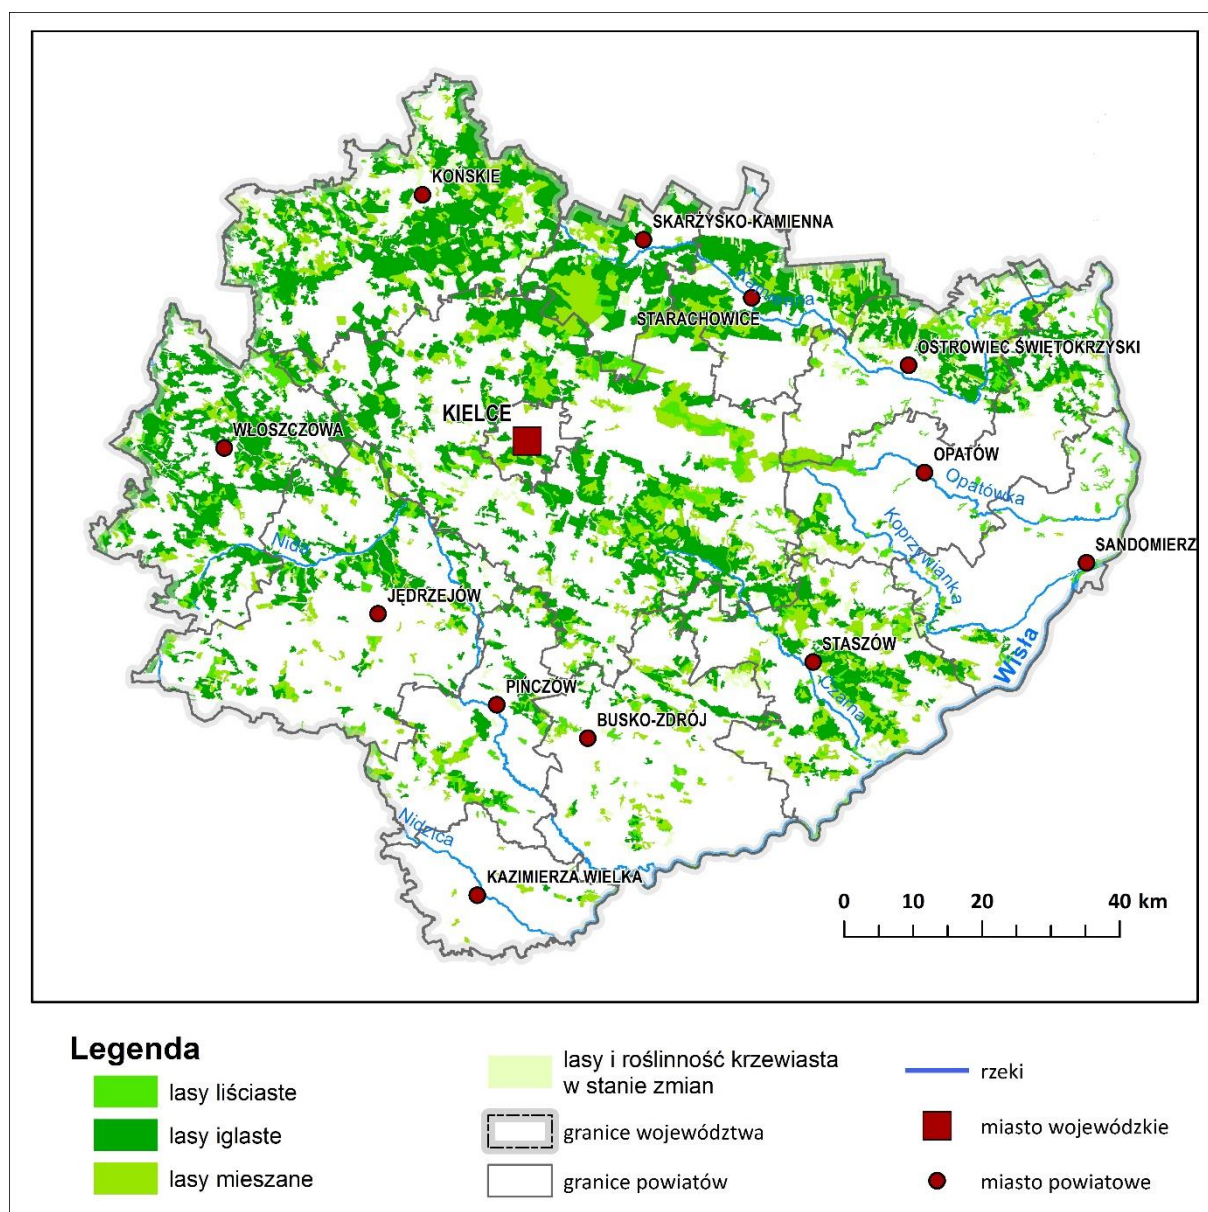 KOŃSKIE
SKARŻYSKO-KAMIENNA
Kamienna
STARACHOWICE
OSTROWIEC ŚWIĘTOKRZYSKI
KIELCE
WŁOSZCZOWA
OPATÓW
Opatówka
Koprzywianka
SANDOMIERZ
Nida
JĘDRZEJÓW
STASZÓW
Wisła
Czarna
PIŃCZÓW
BUSKO-ZDRÓJ
Nidzica
KAZIMIERZA WIELKA
0 10 20 40 km
Legenda
lasy liściaste
lasy iglaste
lasy mieszane
lasy i roślinność krzewiasta
w stanie zmian
granice województwa
granice powiatów
rzeki
miasto wojewódzkie
miasto powiatowe